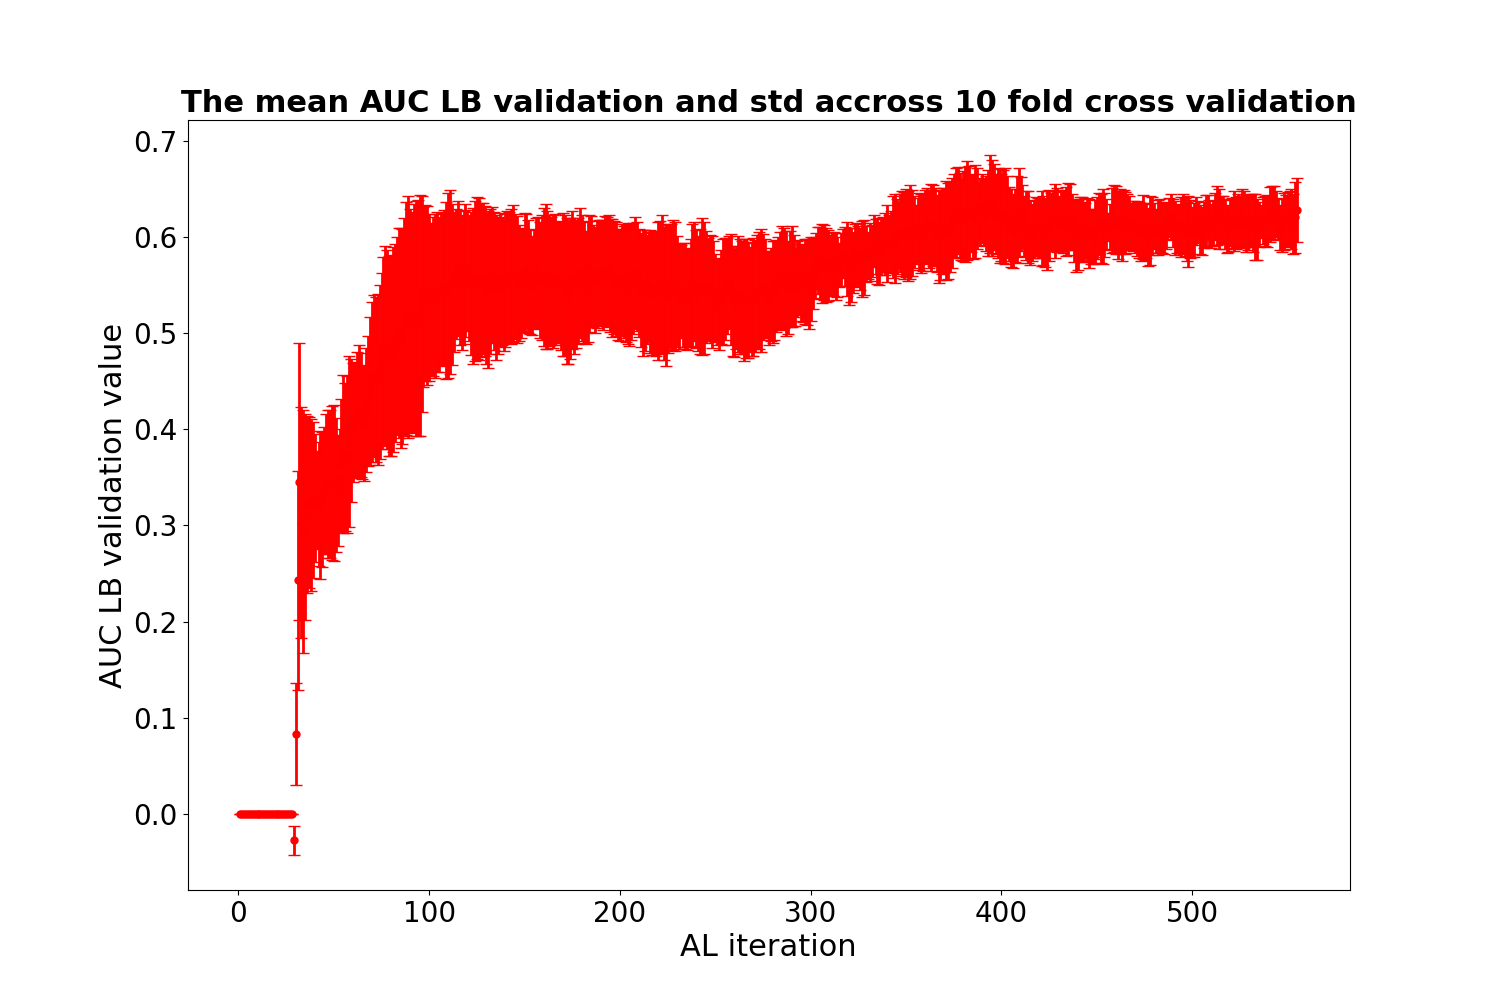 The mean AUC LB validation and std accross 10 fold cross validation
0.7
0.6
0.5
0.4
0.3
0.2
0.1
0.0
AUC LB validation value
0 100 200 300 400 500
AL iteration